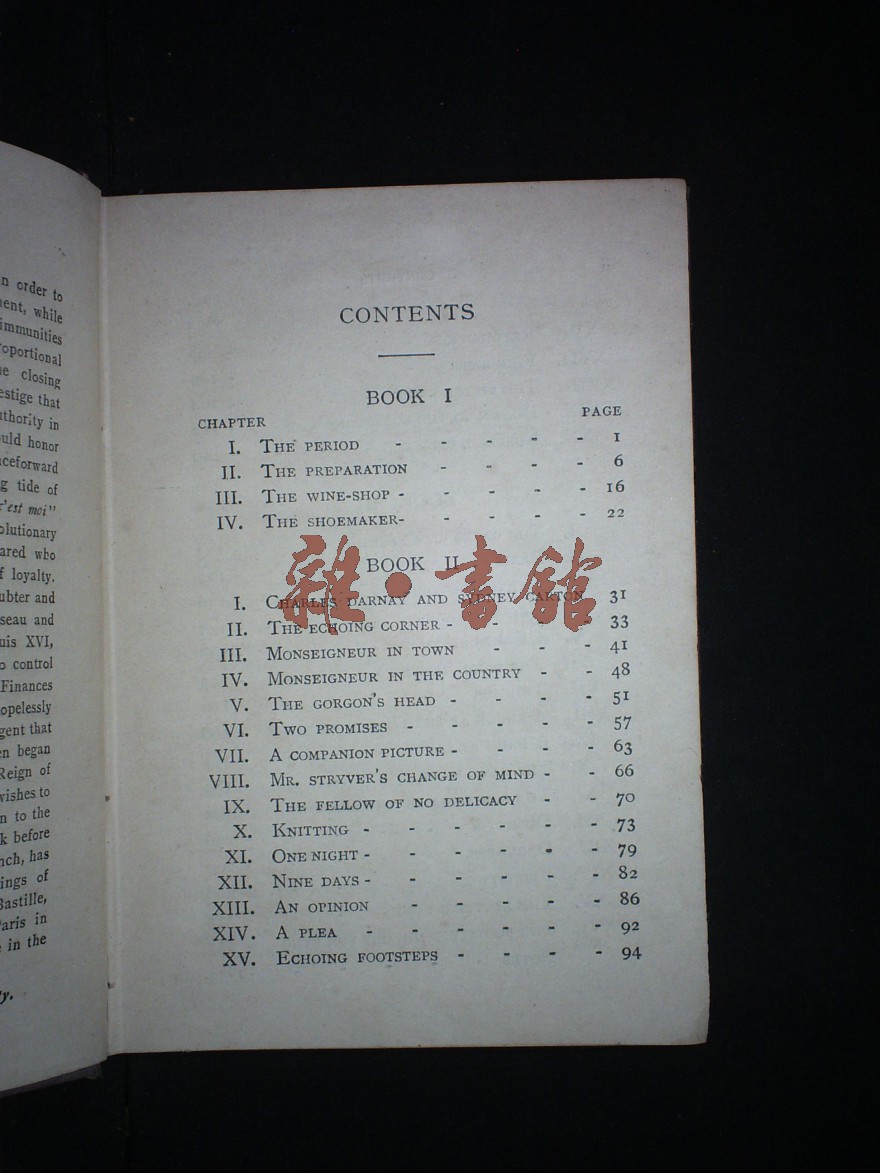 n order to
ent, while
immunities
oportional
e closing
estige that
thority in
uld honor
ceforward
g tide of
c'est moi"
olutionary
ared who
f loyalty.
ubter and
seau and
uis XVI,
o control
Finances
opelessly
gent that
en began
Reign of
wishes to
n to the
k before
nch, has
ings of
Bastille,
Paris in
e in the
y.
CONTENTS
BOOK I
CHAPTER PAGE
I. THE PERIOD - - - - - 1
II. THE PREPARATION - - - - 6
III. THE WINE-SHOP - - - - - 16
IV. THE SHOEMAKER- - - - - 22
BOOK II
I. CHARLES DARNAY AND SYDNEY CARTON 31
II. THE ECHOING CORNER - - - - 33
III. MONSEIGNEUR IN TOWN - - - 41
IV. MONSEIGNEUR IN THE COUNTRY - - 48
V. THE GORGON'S HEAD - - - - 51
VI. TWO PROMISES - - - - - 57
VII. A COMPANION PICTURE - - - - 63
VIII. MR. STRYVER'S CHANGE OF MIND - - 66
IX. THE FELLOW OF NO DELICACY - - 70
X. KNITTING - - - - - - 73
XI. ONE NIGHT - - - - - - 79
XII. NINE DAYS - - - - - - 82
XIII. AN OPINION - - - - - 86
XIV. A PLEA - - - - - - 92
XV. ECHOING FOOTSTEPS - - - - 94
雜·書館